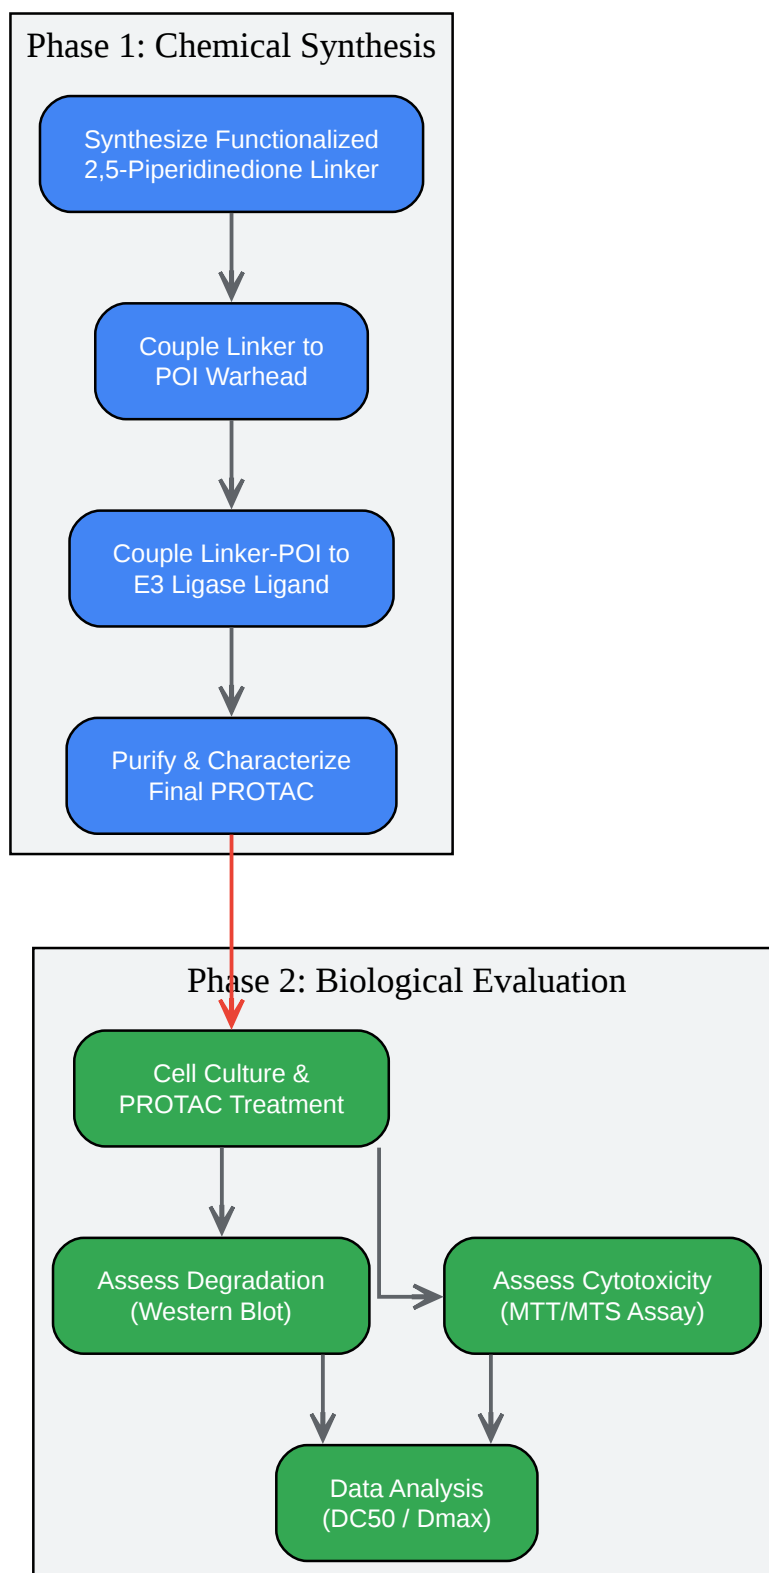 Phase 1: Chemical Synthesis
Synthesize Functionalized
2,5-Piperidinedione Linker
Couple Linker to
POI Warhead
Couple Linker-POI to
E3 Ligase Ligand
Purify & Characterize
Final PROTAC
Phase 2: Biological Evaluation
Cell Culture &
PROTAC Treatment
Assess Degradation
(Western Blot)
Assess Cytotoxicity
(MTT/MTS Assay)
Data Analysis
(DC50 / Dmax)